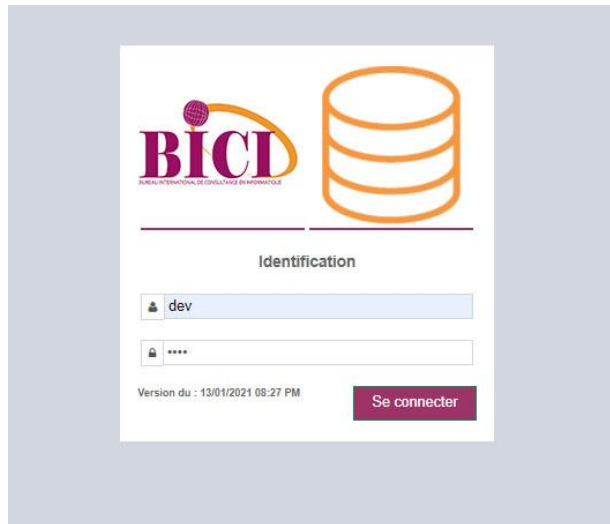 BICI
BUREAU INTERNATIONAL DE CONSULTANCE EN INFORMATIQUE
Identification
dev
••••
Version du : 13/01/2021 08:27 PM
Se connecter